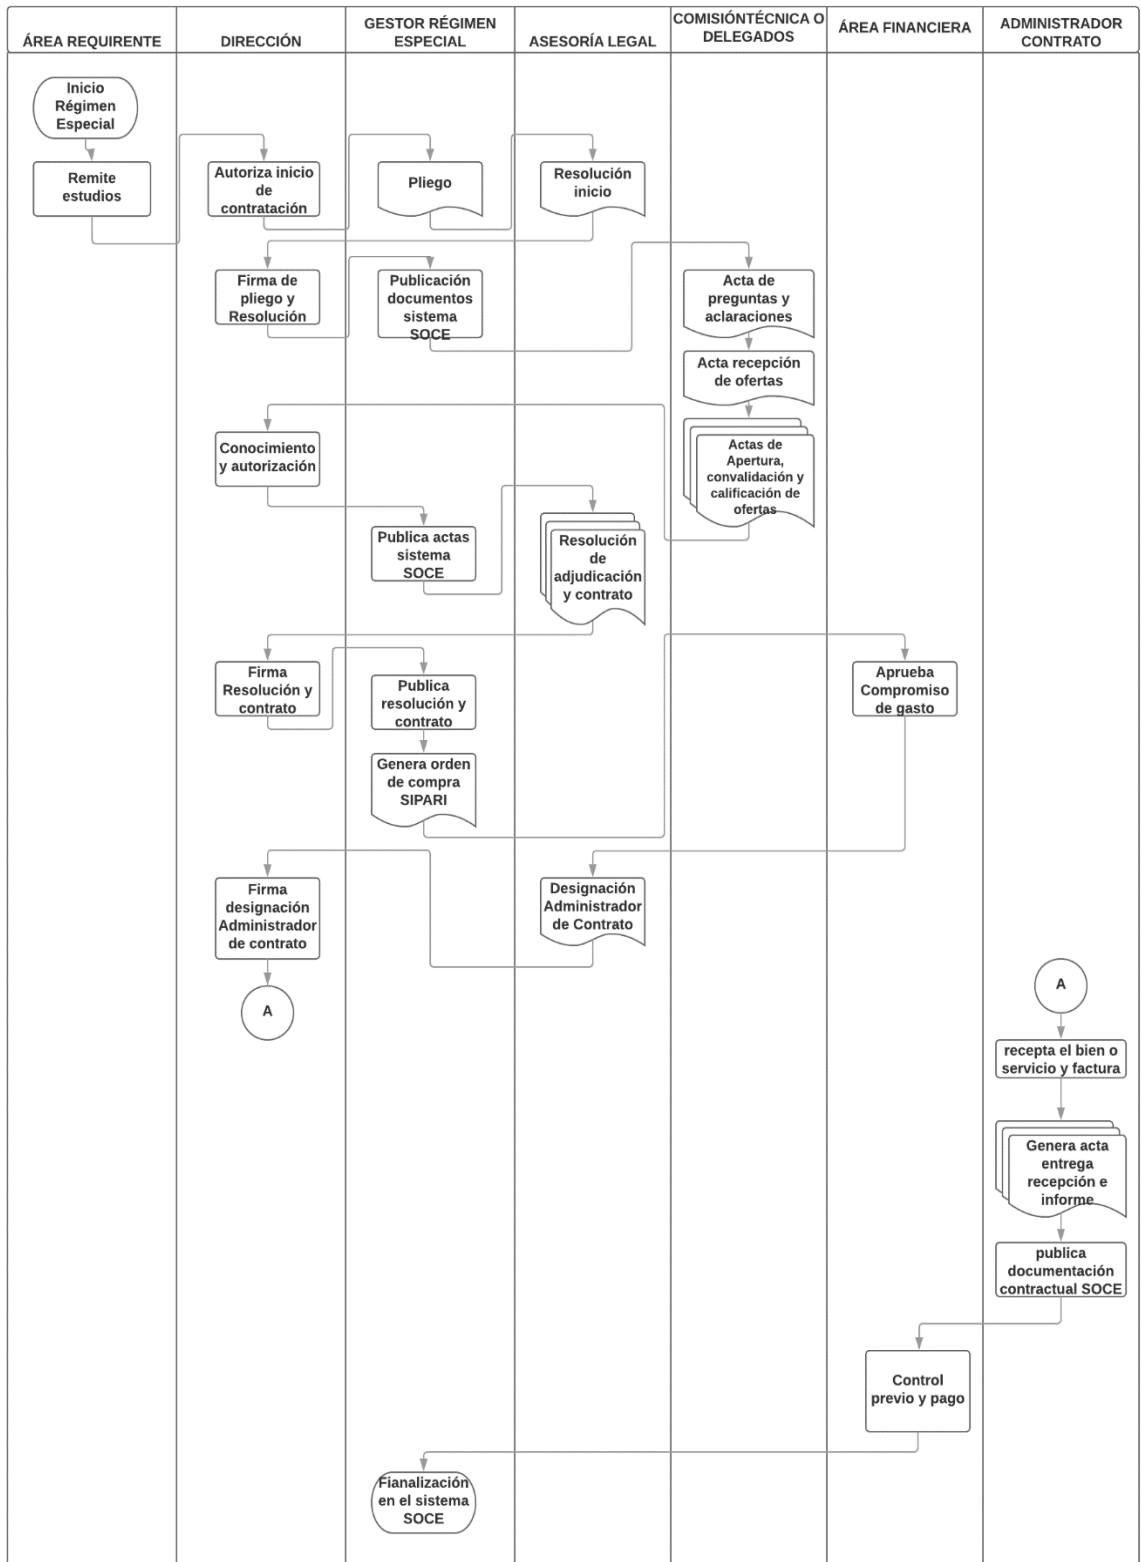 ÁREA REQUIRENTE
DIRECCIÓN
GESTOR RÉGIMEN
ESPECIAL
ASESORÍA LEGAL
COMISIÓNTÉCNICA O
DELEGADOS
ÁREA FINANCIERA
ADMINISTRADOR
CONTRATO
Inicio
Régimen
Especial
Remite
estudios
Autoriza inicio
de
contratación
Pliego
Resolución
inicio
Firma de
pliego y
Resolución
Publicación
documentos
sistema
SOCE
Acta de
preguntas y
aclaraciones
Acta recepción
de ofertas
Actas de
Apertura,
convalidación y
calificación de
ofertas
Conocimiento
y autorización
Publica actas
sistema
SOCE
Resolución
de
adjudicación
y contrato
Firma
Resolución y
contrato
Publica
resolución y
contrato
Aprueba
Compromiso
de gasto
Genera orden
de compra
SIPARI
Firma
designación
Administrador
de contrato
Designación
Administrador
de Contrato
A
A
recepta el bien o
servicio y factura
Genera acta
entrega
recepción e
informe
publica
documentación
contractual SOCE
Control
previo y pago
Fianalización
en el sistema
SOCE